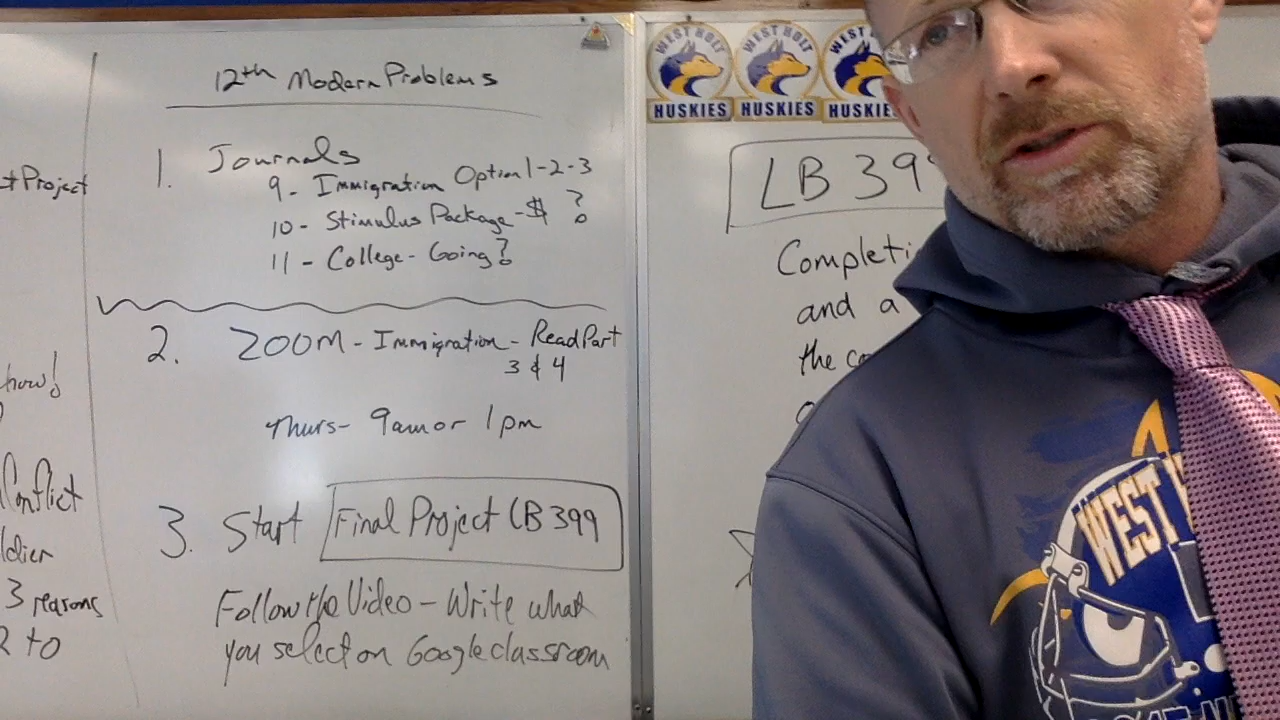 12th Modern Problems
1. Journals
9- Immigration Option 1-2-3
10- Stimulus Package-$ ?
11- College-Going?
2. ZOOM- Immigration- Read Part
3 & 4
Thurs- 9am or 1pm
3. Start Final Project LB 399
Follow the Video - Write what
you select on Google classroom
Project
how!
Conflict
ldier
3 reasons
2 to
WEST HOLT
HUSKIES
WEST HOLT
HUSKIES
WEST
HUSKIE
LB 39
Completi
and a
the co
WEST